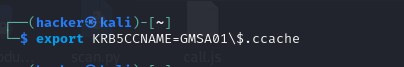 ┌──(hacker㉿kali)-[~]
└─$ export KRB5CCNAME=GMSA01\$.ccache